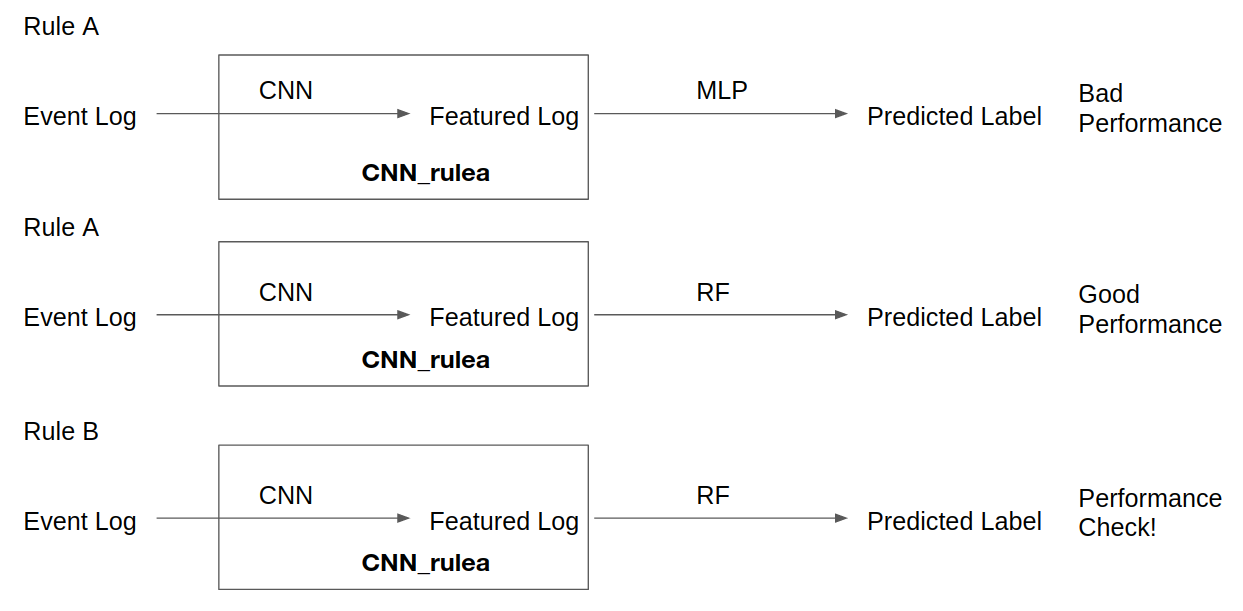 Rule A
Event Log
CNN
Featured Log
CNN_rulea
MLP
Predicted Label
Bad
Performance
Rule A
Event Log
CNN
Featured Log
CNN_rulea
RF
Predicted Label
Good
Performance
Rule B
Event Log
CNN
Featured Log
CNN_rulea
RF
Predicted Label
Performance
Check!